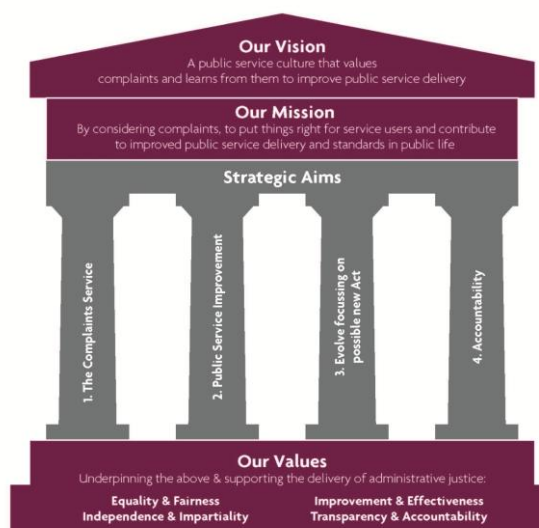 Our Vision
A public service culture that values
complaints and learns from them to improve public service delivery
Our Mission
By considering complaints, to put things right for service users and contribute
to improved public service delivery and standards in public life
Strategic Aims
1. The Complaints Service
2. Public Service Improvement
3. Evolve focussing on
possible new Act
4. Accountability
Our Values
Underpinning the above & supporting the delivery of administrative justice:
Equality & Fairness
Independence & Impartiality
Improvement & Effectiveness
Transparency & Accountability